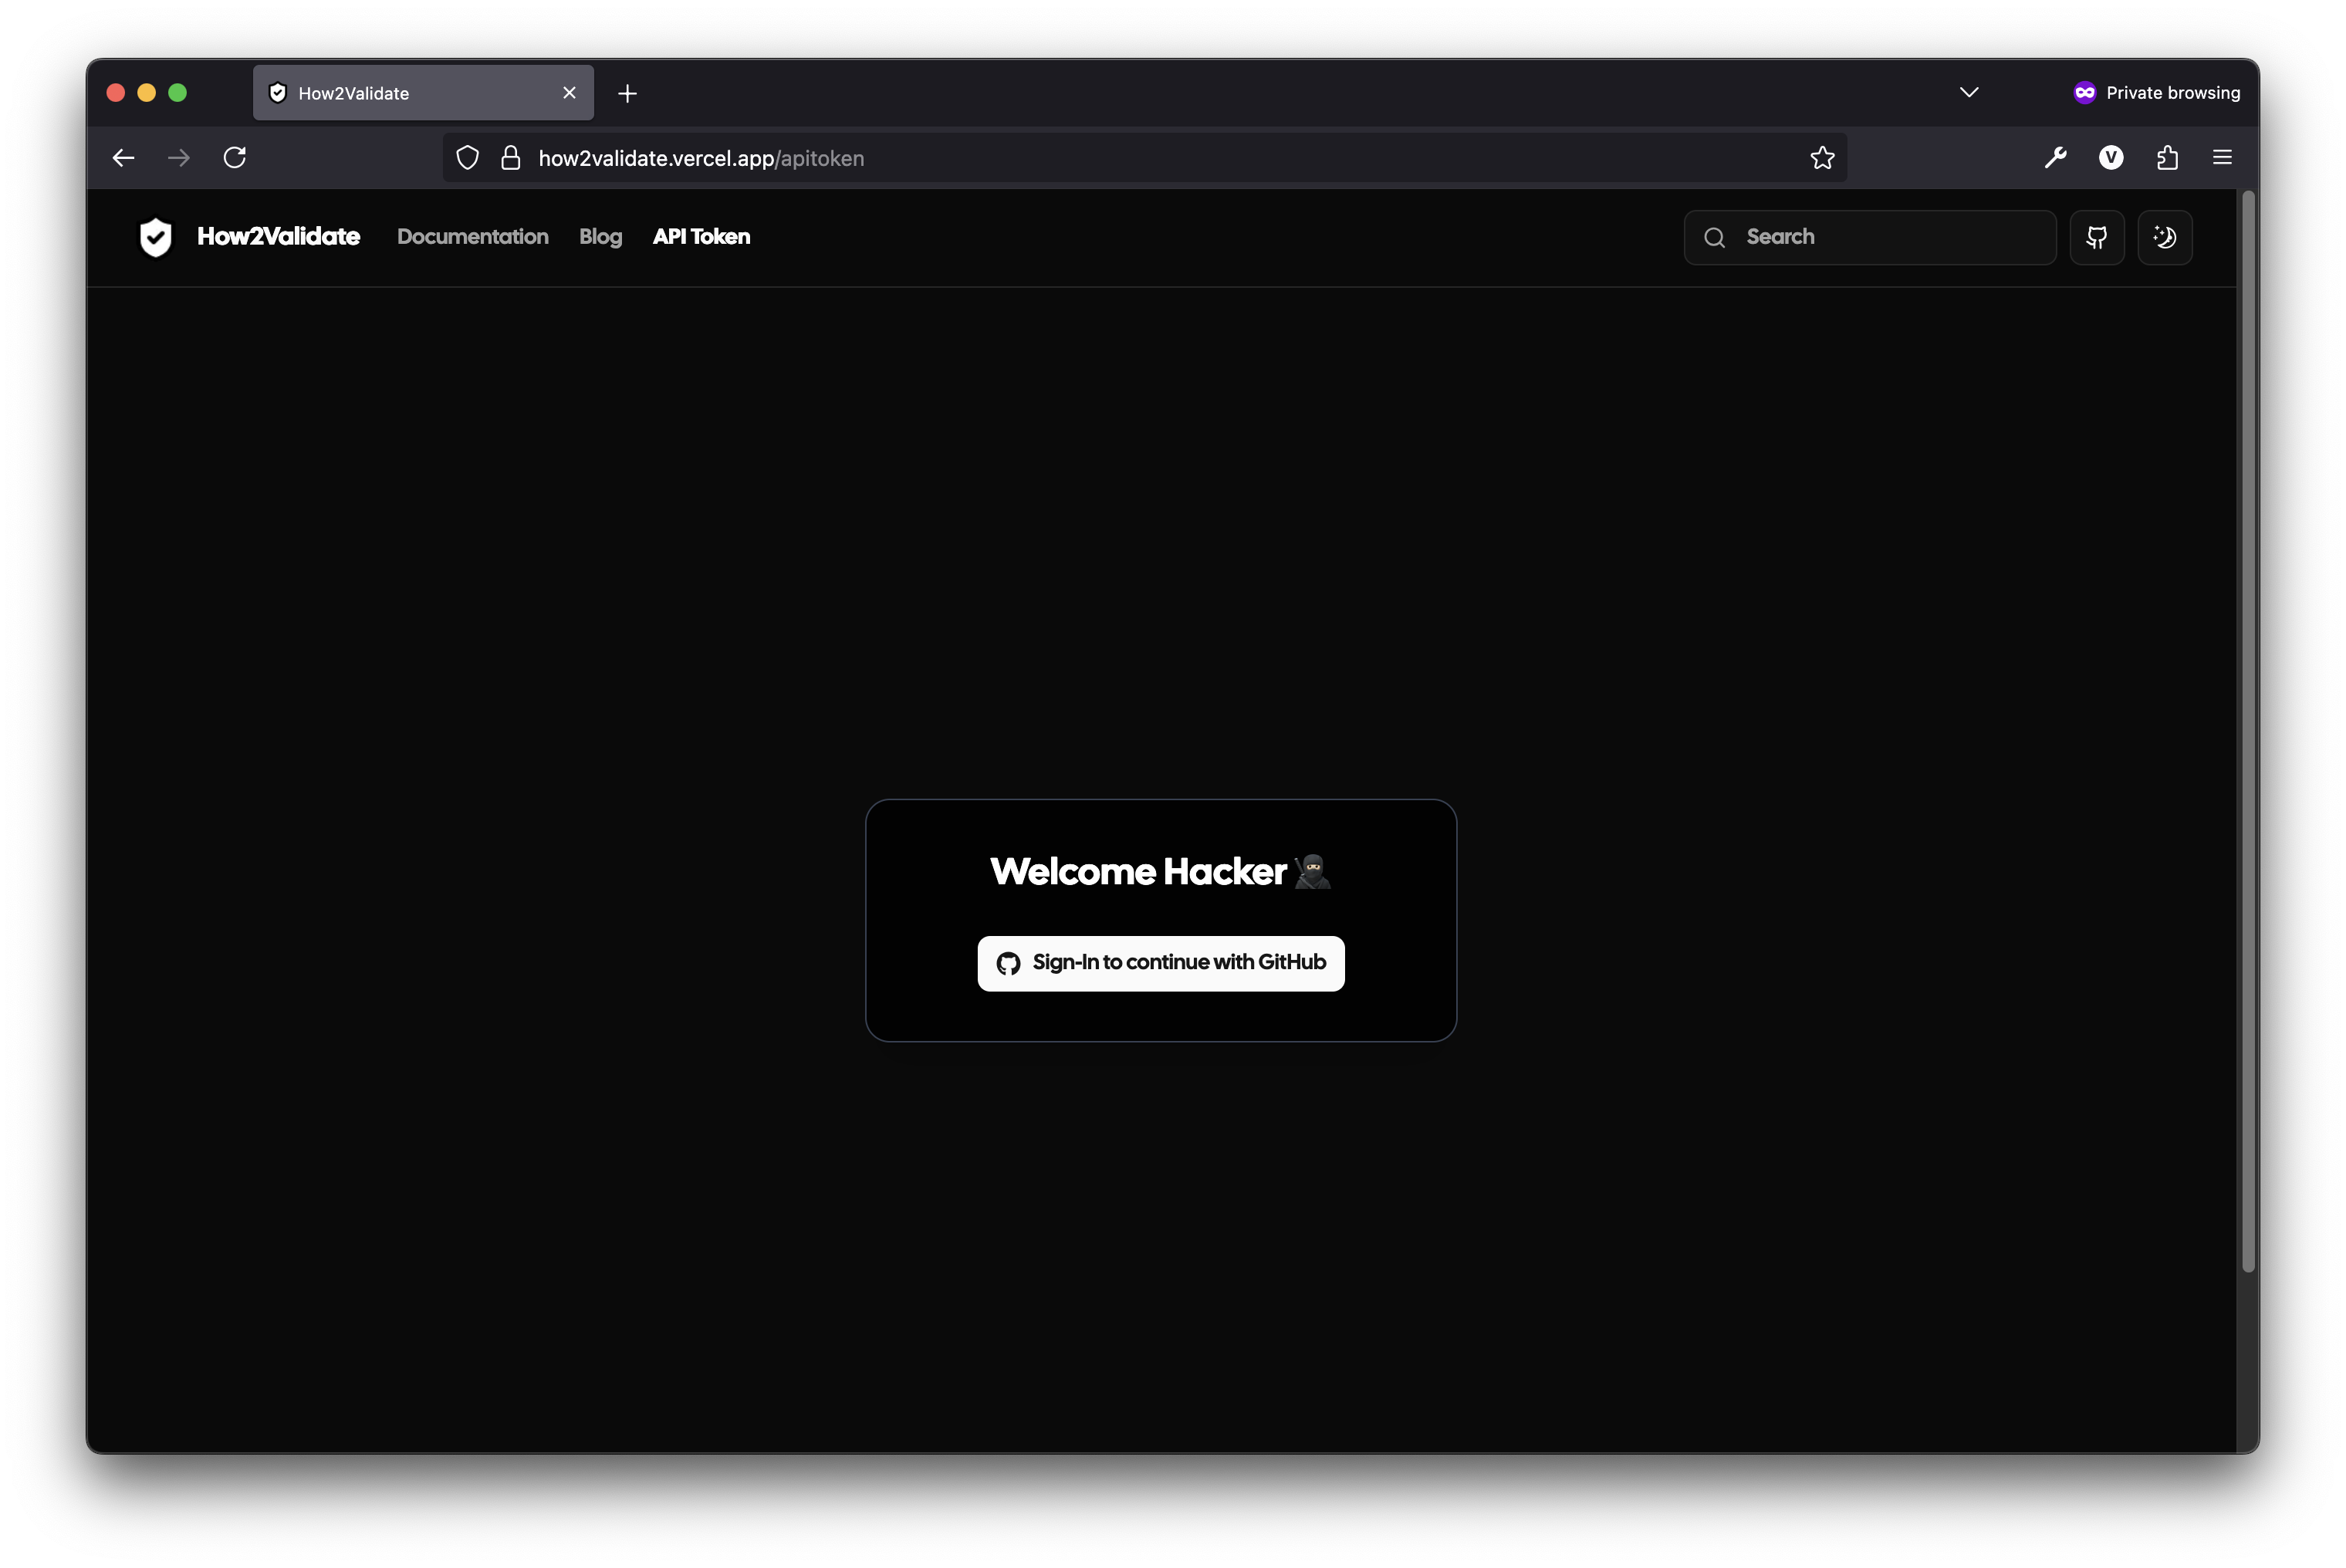 How2Validate
Private browsing
how2validate.vercel.app/apitoken
V
How2Validate Documentation Blog API Token Search
Welcome Hacker 🥷
Sign-In to continue with GitHub